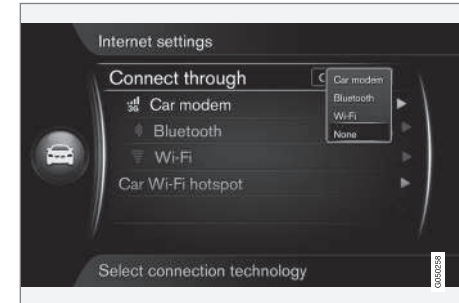 Internet settings
Connect through
Car modem
Bluetooth
Wi-Fi
None
3G Car modem
Bluetooth
Wi-Fi
Car Wi-Fi hotspot
Select connection technology
G050258